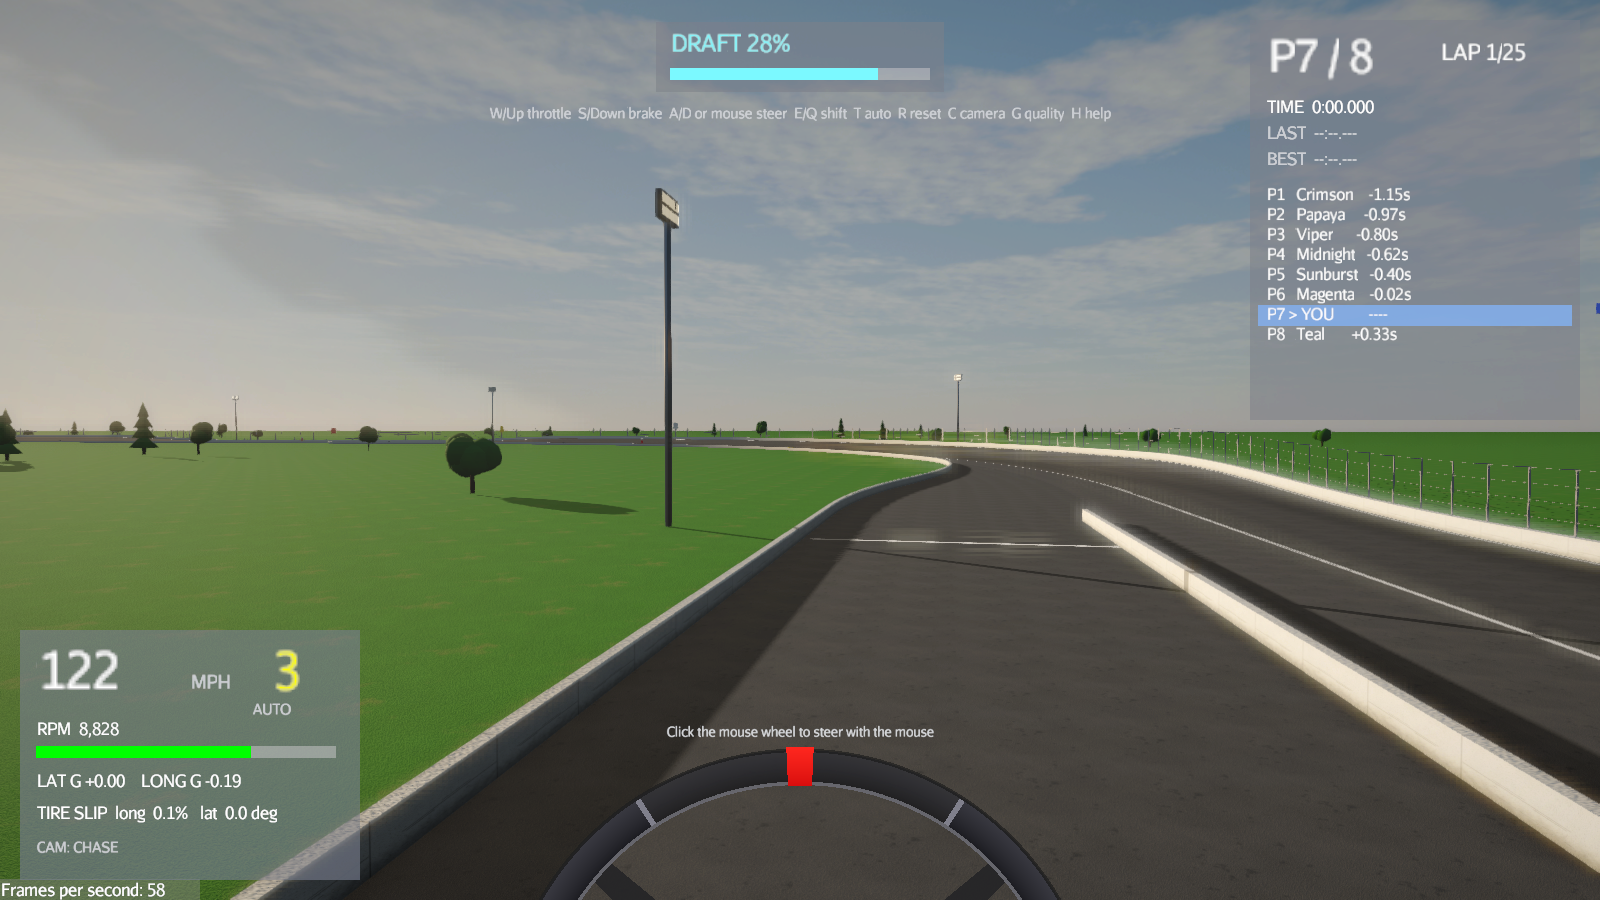 DRAFT 28%
W/Up throttle S/Down brake A/D or mouse steer E/Q shift T auto R reset C camera G quality H help
P7 / 8 LAP 1/25
TIME 0:00.000
LAST --:--.---
BEST --:--.---
P1 Crimson -1.15s
P2 Papaya -0.97s
P3 Viper -0.80s
P4 Midnight -0.62s
P5 Sunburst -0.40s
P6 Magenta -0.02s
P7 > YOU ----
P8 Teal +0.33s
122 MPH 3
AUTO
RPM 8,828
LAT G +0.00 LONG G -0.19
TIRE SLIP long 0.1% lat 0.0 deg
CAM: CHASE
Click the mouse wheel to steer with the mouse
Frames per second: 58